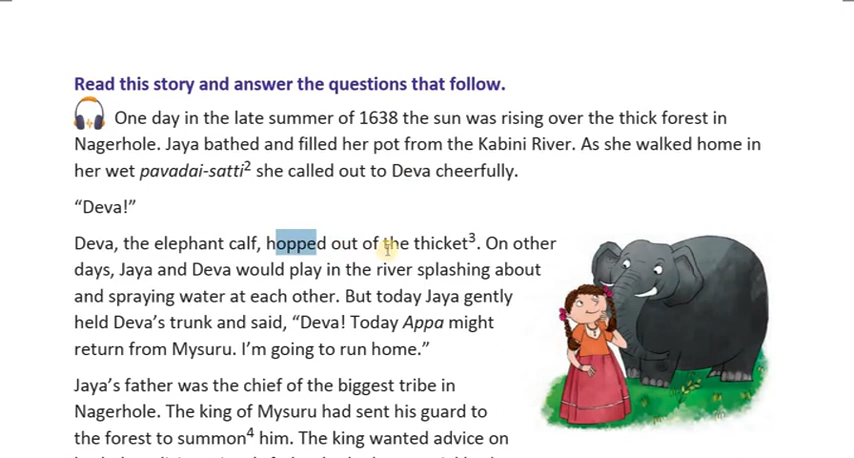 Read this story and answer the questions that follow.
One day in the late summer of 1638 the sun was rising over the thick forest in
Nagerhole. Jaya bathed and filled her pot from the Kabini River. As she walked home in
her wet pavadai-satti² she called out to Deva cheerfully.
“Deva!”
Deva, the elephant calf, hopped out of the thicket³. On other
days, Jaya and Deva would play in the river splashing about
and spraying water at each other. But today Jaya gently
held Deva’s trunk and said, “Deva! Today Appa might
return from Mysuru. I’m going to run home.”
Jaya’s father was the chief of the biggest tribe in
Nagerhole. The king of Mysuru had sent his guard to
the forest to summon⁴ him. The king wanted advice on